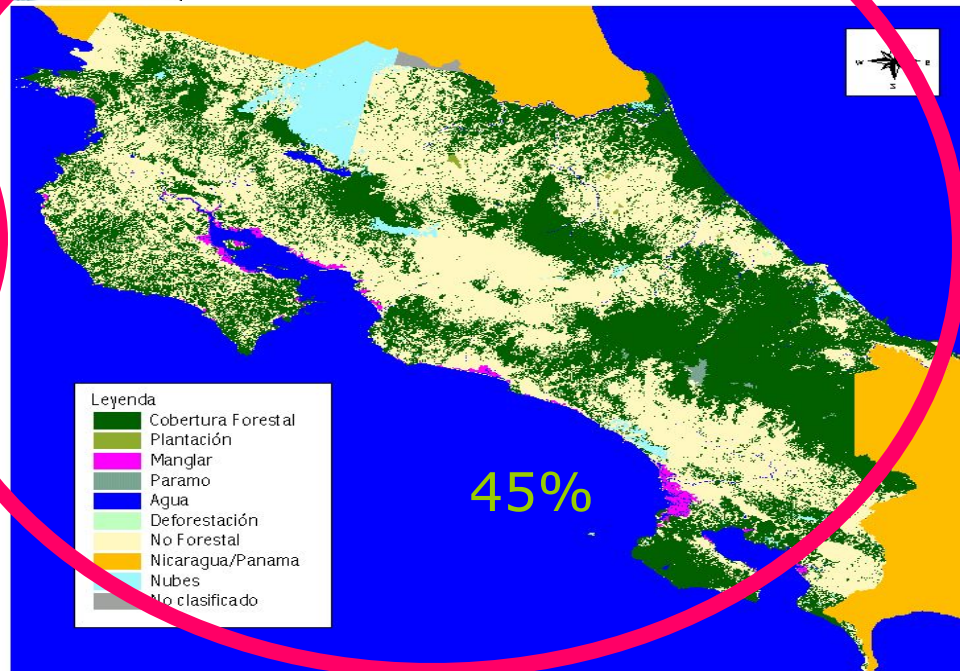 W
E
S
Leyenda
Cobertura Forestal
Plantación
Manglar
Paramo
Agua
Deforestación
No Forestal
Nicaragua/Panama
Nubes
No clasificado
45%